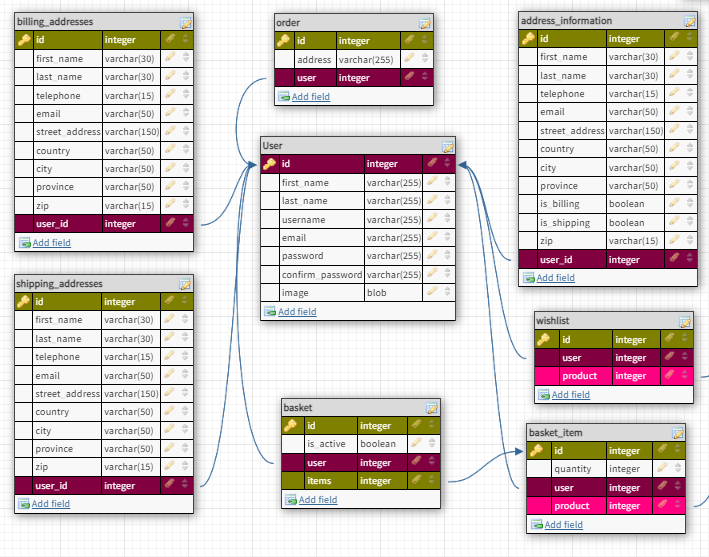 billing_addresses
id integer
first_name varchar(30)
last_name varchar(30)
telephone varchar(15)
email varchar(50)
street_address varchar(150)
country varchar(50)
city varchar(50)
province varchar(50)
zip varchar(15)
user_id integer
Add field
order
id integer
address varchar(255)
user integer
Add field
address_information
id integer
first_name varchar(30)
last_name varchar(30)
telephone varchar(15)
email varchar(50)
street_address varchar(150)
country varchar(50)
city varchar(50)
province varchar(50)
is_billing boolean
is_shipping boolean
zip varchar(15)
user_id integer
Add field
User
id integer
first_name varchar(255)
last_name varchar(255)
username varchar(255)
email varchar(255)
password varchar(255)
confirm_password varchar(255)
image blob
Add field
shipping_addresses
id integer
first_name varchar(30)
last_name varchar(30)
telephone varchar(15)
email varchar(50)
street_address varchar(150)
country varchar(50)
city varchar(50)
province varchar(50)
zip varchar(15)
user_id integer
Add field
wishlist
id integer
user integer
product integer
Add field
basket
id integer
is_active boolean
user integer
items integer
Add field
basket_item
id integer
quantity integer
user integer
product integer
Add field